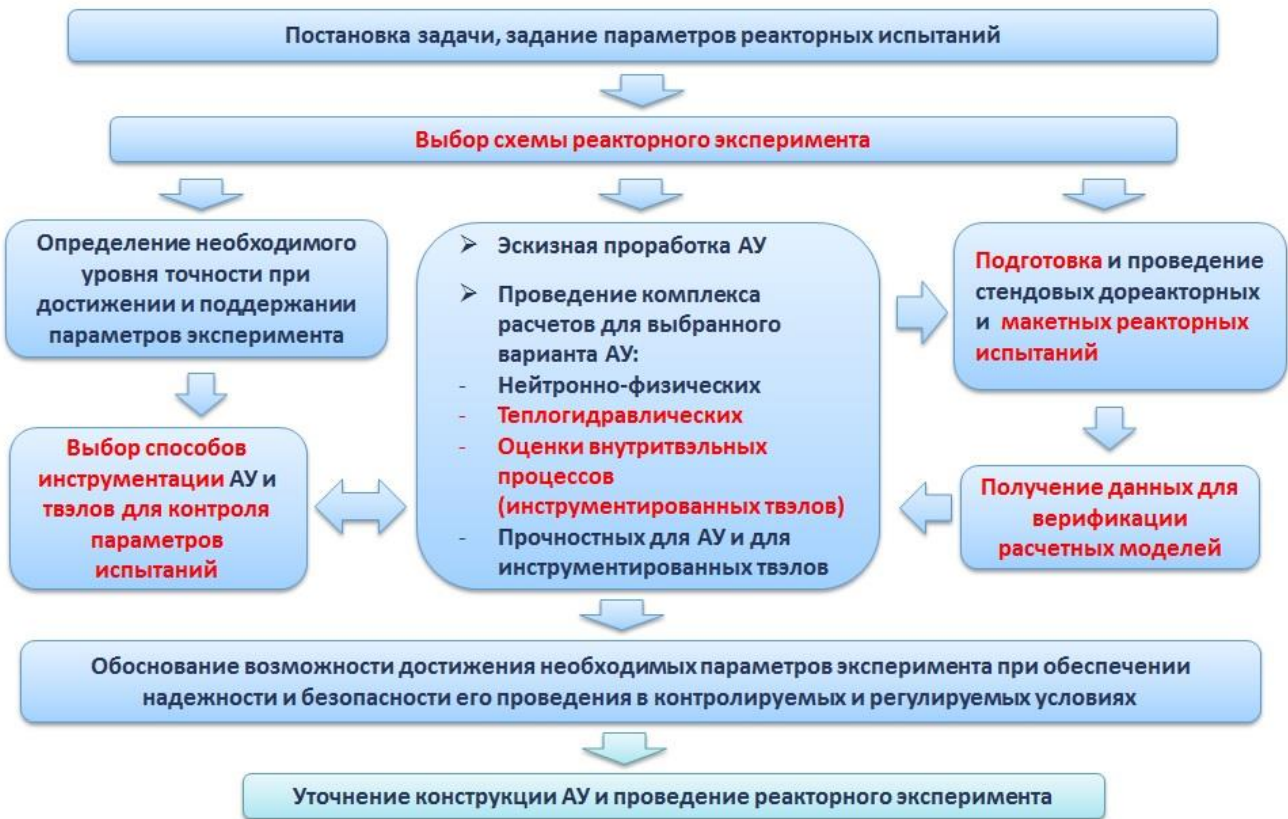 Постановка задачи, задание параметров реакторных испытаний
Выбор схемы реакторного эксперимента
Определение необходимого
уровня точности при
достижении и поддержании
параметров эксперимента
Выбор способов
инструментации АУ и
твэлов для контроля
параметров
испытаний
➢ Эскизная проработка АУ
➢ Проведение комплекса
расчетов для выбранного
варианта АУ:
- Нейтронно-физических
- Теплогидравлических
- Оценки внутритвэльных
процессов
(инструментированных твэлов)
- Прочностных для АУ и для
инструментированных твэлов
Подготовка и проведение
стендовых дореакторных
и макетных реакторных
испытаний
Получение данных для
верификации
расчетных моделей
Обоснование возможности достижения необходимых параметров эксперимента при обеспечении
надежности и безопасности его проведения в контролируемых и регулируемых условиях
Уточнение конструкции АУ и проведение реакторного эксперимента